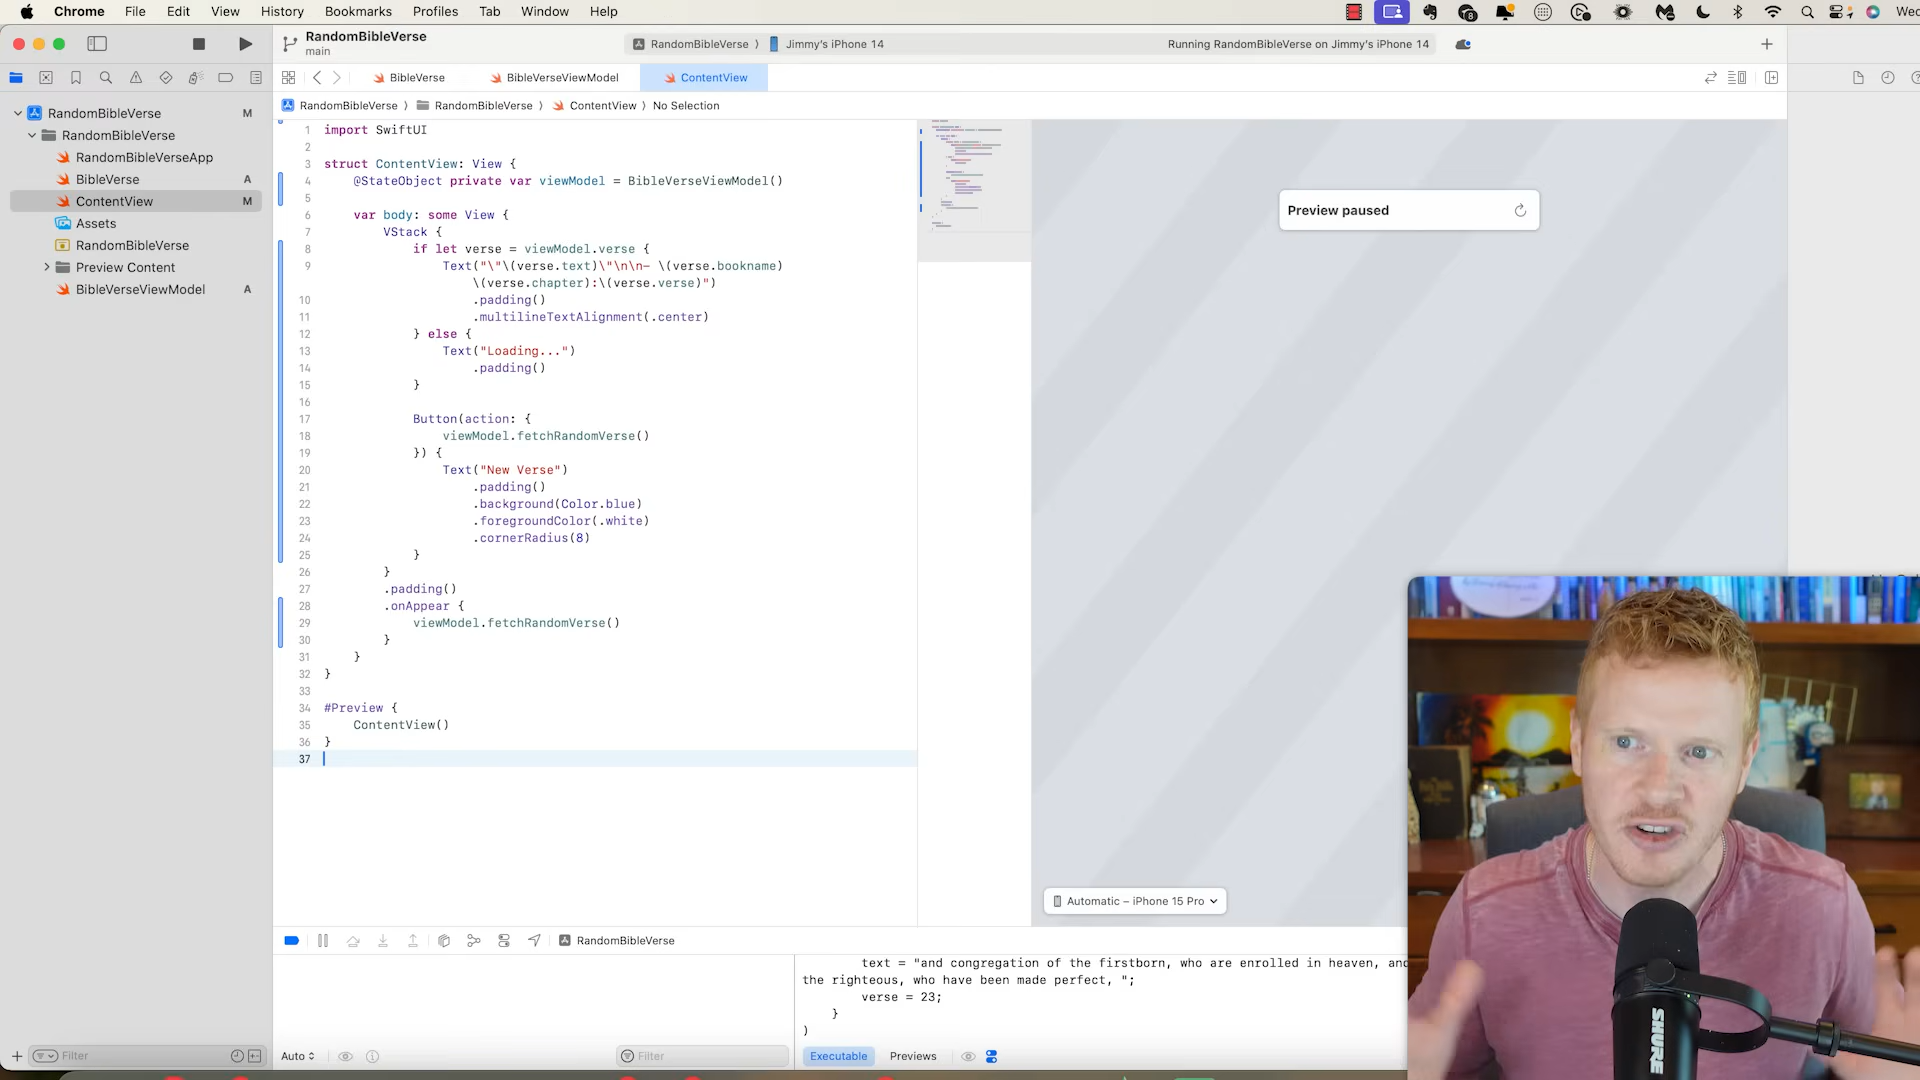 Chrome File Edit View History Bookmarks Profiles Tab Window Help
RandomBibleVerse
main
RandomBibleVerse ⟩ Jimmy's iPhone 14
Running RandomBibleVerse on Jimmy's iPhone 14
BibleVerse BibleVerseViewModel ContentView
RandomBibleVerse ⟩ RandomBibleVerse ⟩ ContentView ⟩ No Selection
RandomBibleVerse M
RandomBibleVerse
RandomBibleVerseApp
BibleVerse A
ContentView M
Assets
RandomBibleVerse
Preview Content
BibleVerseViewModel A
1 import SwiftUI
2
3 struct ContentView: View {
4 @StateObject private var viewModel = BibleVerseViewModel()
5
6 var body: some View {
7 VStack {
8 if let verse = viewModel.verse {
9 Text("\"\(verse.text)\"\n\n- \(verse.bookname)
\(verse.chapter):\(verse.verse)")
10 .padding()
11 .multilineTextAlignment(.center)
12 } else {
13 Text("Loading...")
14 .padding()
15 }
16
17 Button(action: {
18 viewModel.fetchRandomVerse()
19 }) {
20 Text("New Verse")
21 .padding()
22 .background(Color.blue)
23 .foregroundColor(.white)
24 .cornerRadius(8)
25 }
26 }
27 .padding()
28 .onAppear {
29 viewModel.fetchRandomVerse()
30 }
31 }
32 }
33
34 #Preview {
35 ContentView()
36 }
37
Preview paused
Automatic – iPhone 15 Pro
RandomBibleVerse
text = "and congregation of the firstborn, who are enrolled in heaven, and
the righteous, who have been made perfect, ";
verse = 23;
}
)
Filter
Auto
Filter
Executable Previews
SHURE